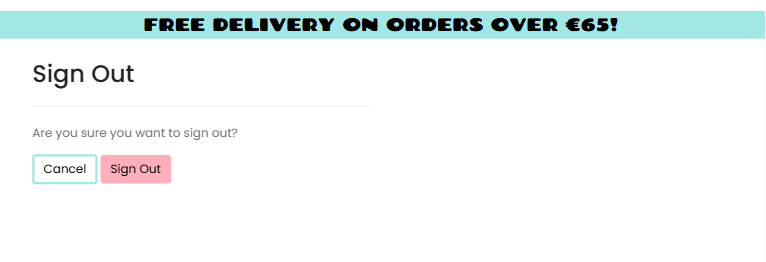 FREE DELIVERY ON ORDERS OVER €65!
Sign Out
Are you sure you want to sign out?
Cancel Sign Out